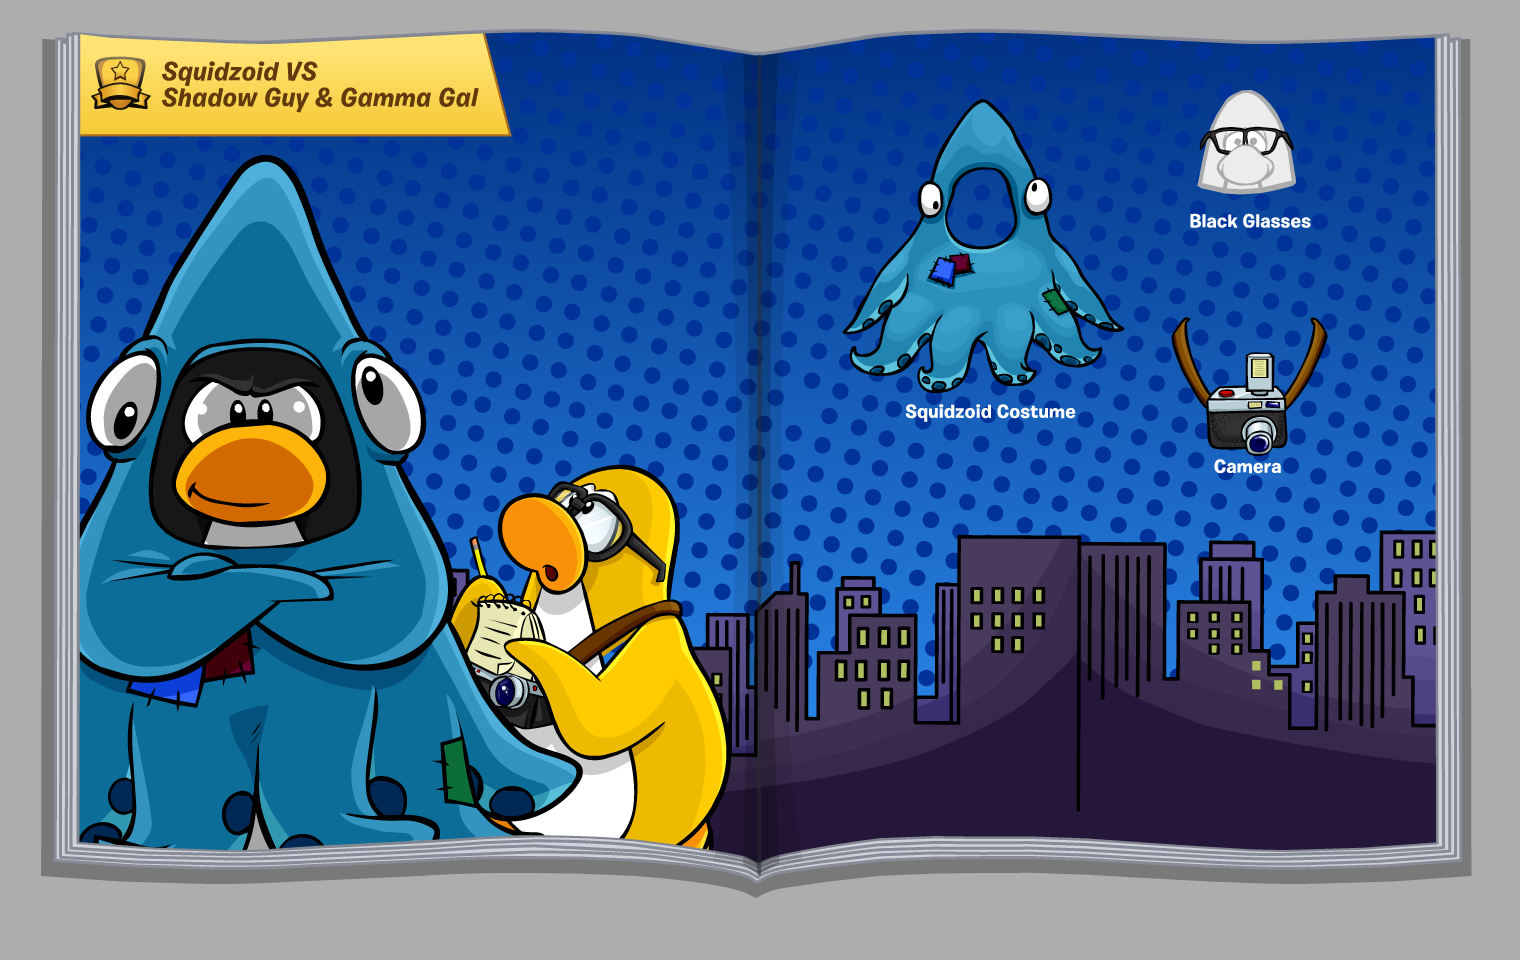 Squidzoid VS
Shadow Guy & Gamma Gal
Black Glasses
Squidzoid Costume
Camera